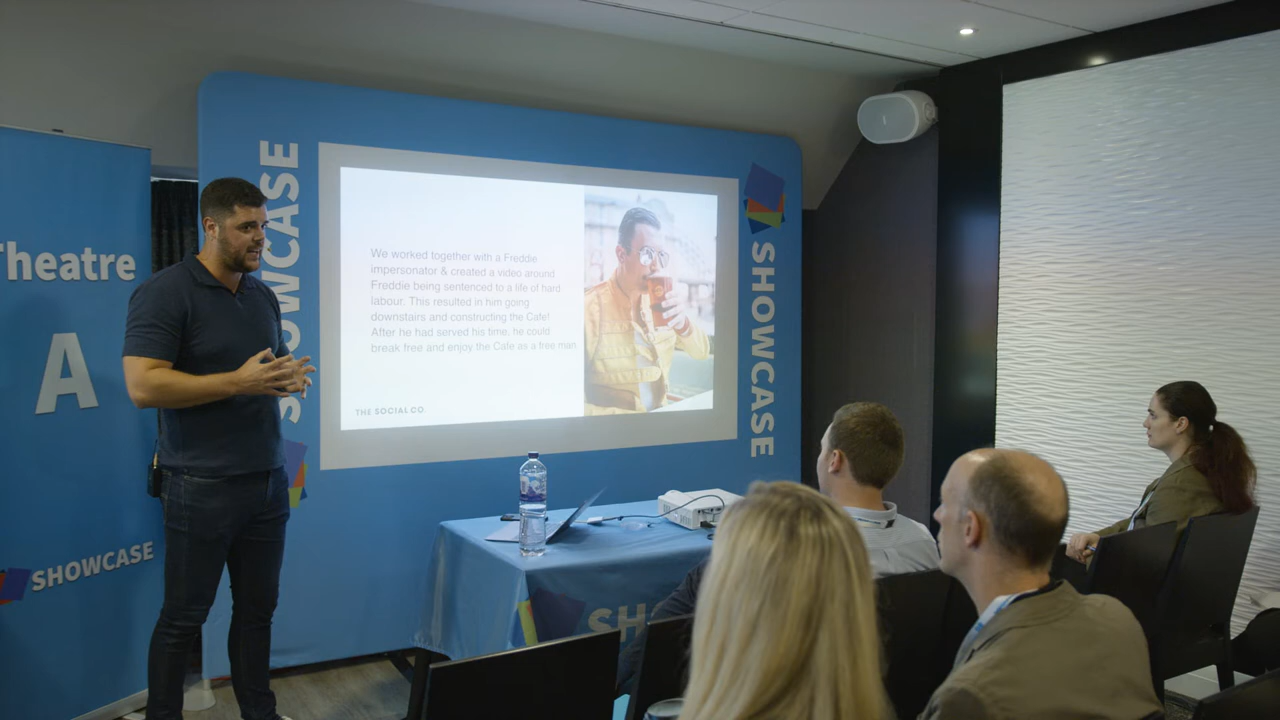 Theatre
A
SHOWCASE
SHOWCASE
We worked together with a Freddie
impersonator & created a video around
Freddie being sentenced to a life of hard
labour. This resulted in him going
downstairs and constructing the Cafe!
After he had served his time, he could
break free and enjoy the Cafe as a free man.
THE SOCIAL CO.
SHOWCASE
SH